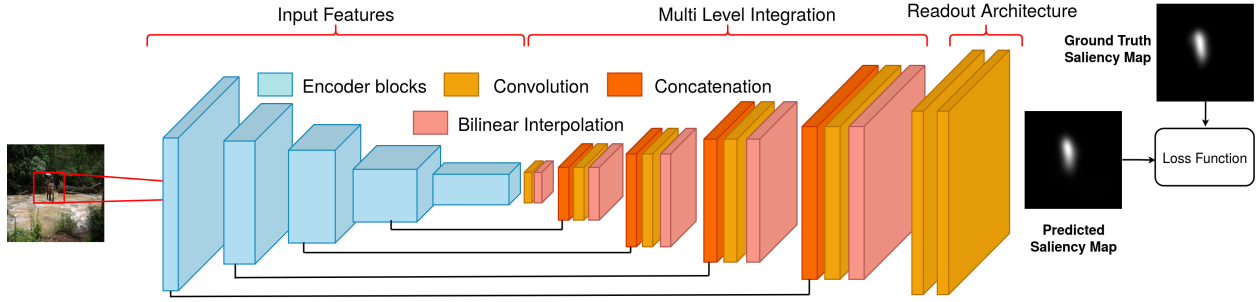 Input Features
Multi Level Integration
Readout Architecture
Ground Truth
Saliency Map
Encoder blocks
Convolution
Concatenation
Bilinear Interpolation
Loss Function
Predicted
Saliency Map